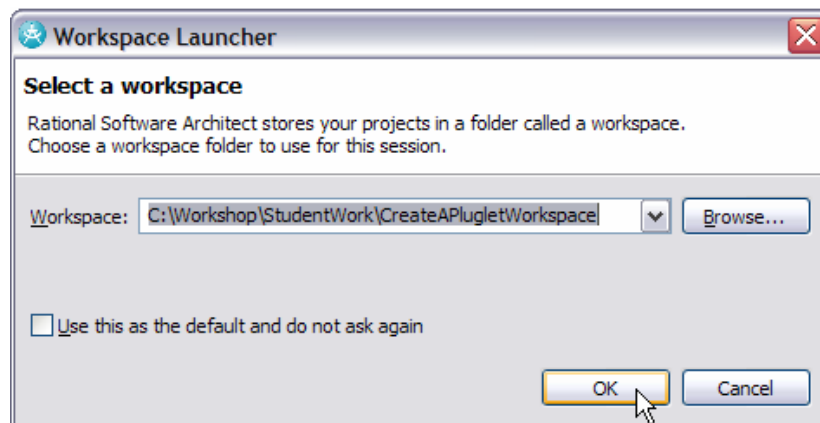 Workspace Launcher
Select a workspace
Rational Software Architect stores your projects in a folder called a workspace.
Choose a workspace folder to use for this session.
Workspace: C:\Workshop\StudentWork\CreateAPlugletWorkspace Browse...
Use this as the default and do not ask again
OK Cancel